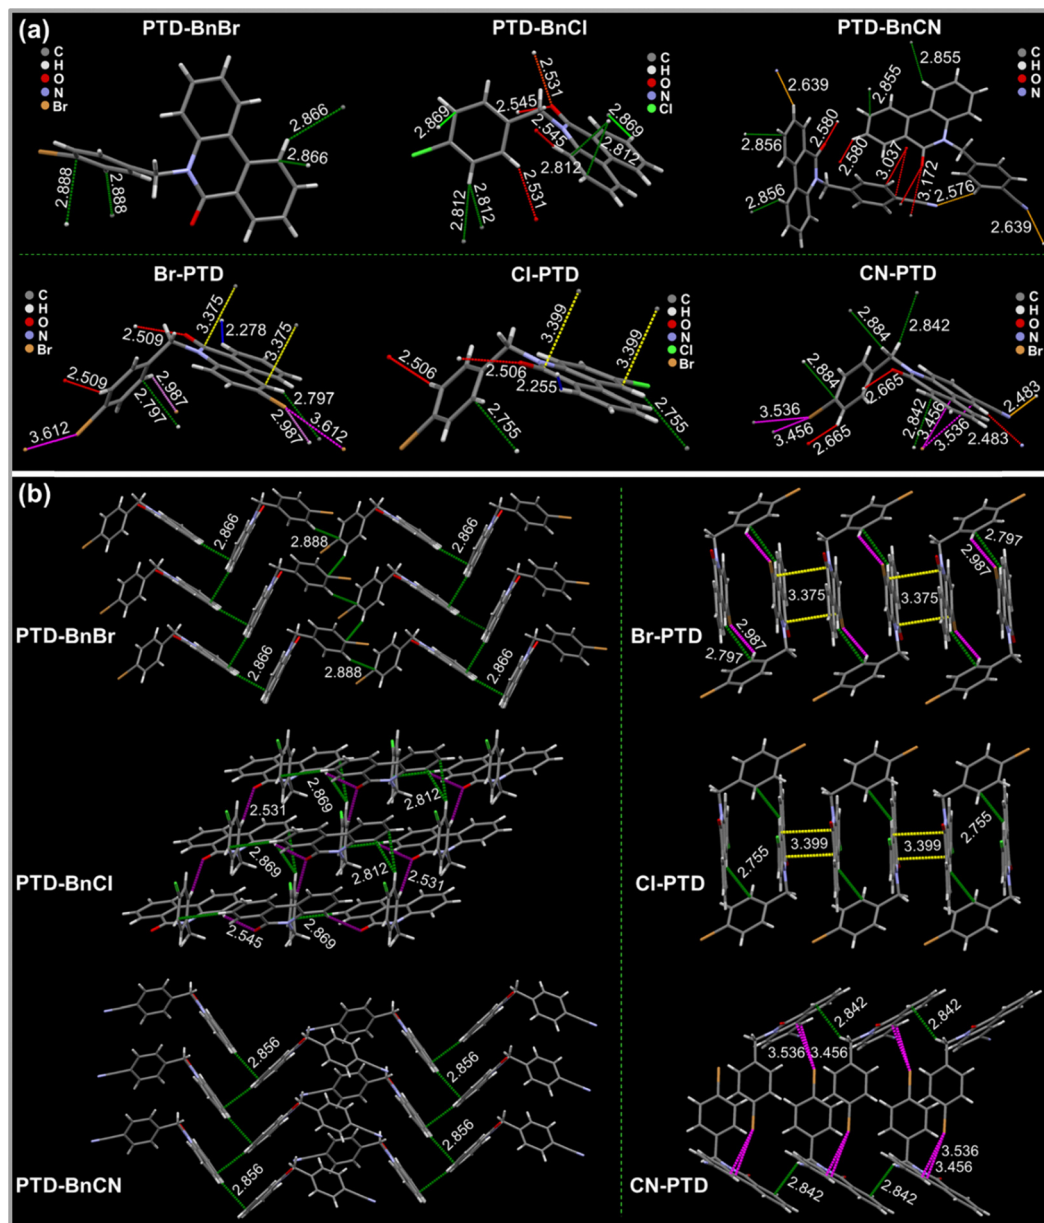 (a)
PTD-BnBr
C
H
O
N
Br
2.866
2.866
2.888
2.888
PTD-BnCl
C
H
O
N
Cl
2.531
2.545
2.869
2.869
2.545
2.812
2.812
2.812
2.812
2.531
PTD-BnCN
C
H
O
N
2.855
2.855
2.639
2.580
2.856
2.580
3.037
3.172
2.576
2.856
2.639
Br-PTD
C
H
O
N
Br
3.375
2.278
3.375
2.509
2.509
2.987
2.797
2.797
3.612
2.987
3.612
Cl-PTD
C
H
O
N
Cl
Br
3.399
3.399
2.506
2.506
2.255
2.755
2.755
CN-PTD
C
H
O
N
Br
2.884
2.842
2.884
2.665
2.483
2.842
3.456
3.536
3.536
3.456
2.665
2.483
(b)
2.866
2.888
2.866
PTD-BnBr
2.866
2.888
2.866
2.797
2.987
3.375
3.375
Br-PTD
2.987
2.797
2.869
2.812
2.531
2.869
2.812
2.531
PTD-BnCl
2.545
2.869
2.755
3.399
3.399
2.755
Cl-PTD
2.856
2.856
2.856
2.856
PTD-BnCN
2.842
2.842
3.536
3.456
3.536
3.456
2.842
2.842
CN-PTD